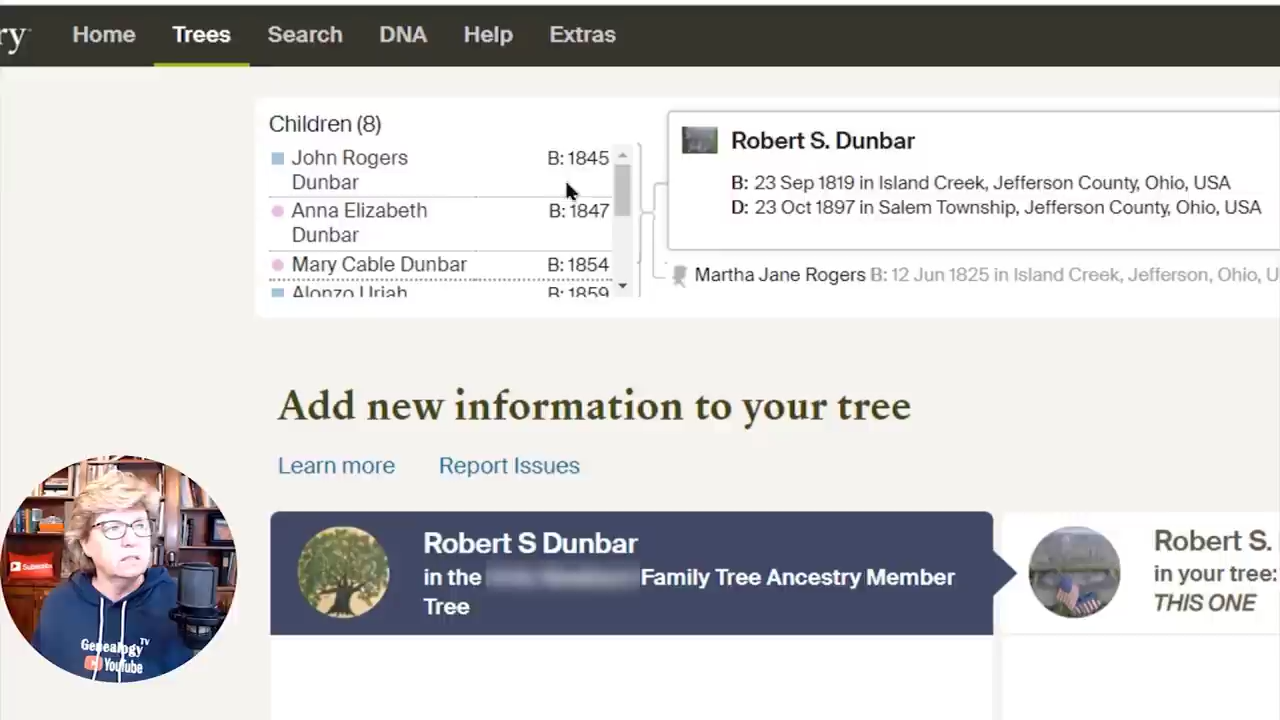 ry
Home Trees Search DNA Help Extras
Children (8)
John Rogers B: 1845
Dunbar
Anna Elizabeth B: 1847
Dunbar
Mary Cable Dunbar B: 1854
Alonzo Uriah B: 1859
Robert S. Dunbar
B: 23 Sep 1819 in Island Creek, Jefferson County, Ohio, USA
D: 23 Oct 1897 in Salem Township, Jefferson County, Ohio, USA
Martha Jane Rogers B: 12 Jun 1825 in Island Creek, Jefferson, Ohio, U
Add new information to your tree
Learn more Report Issues
Robert S Dunbar
in the Family Tree Ancestry Member
Tree
Robert S.
in your tree:
THIS ONE
Subscribe
Genealogy TV
YouTube